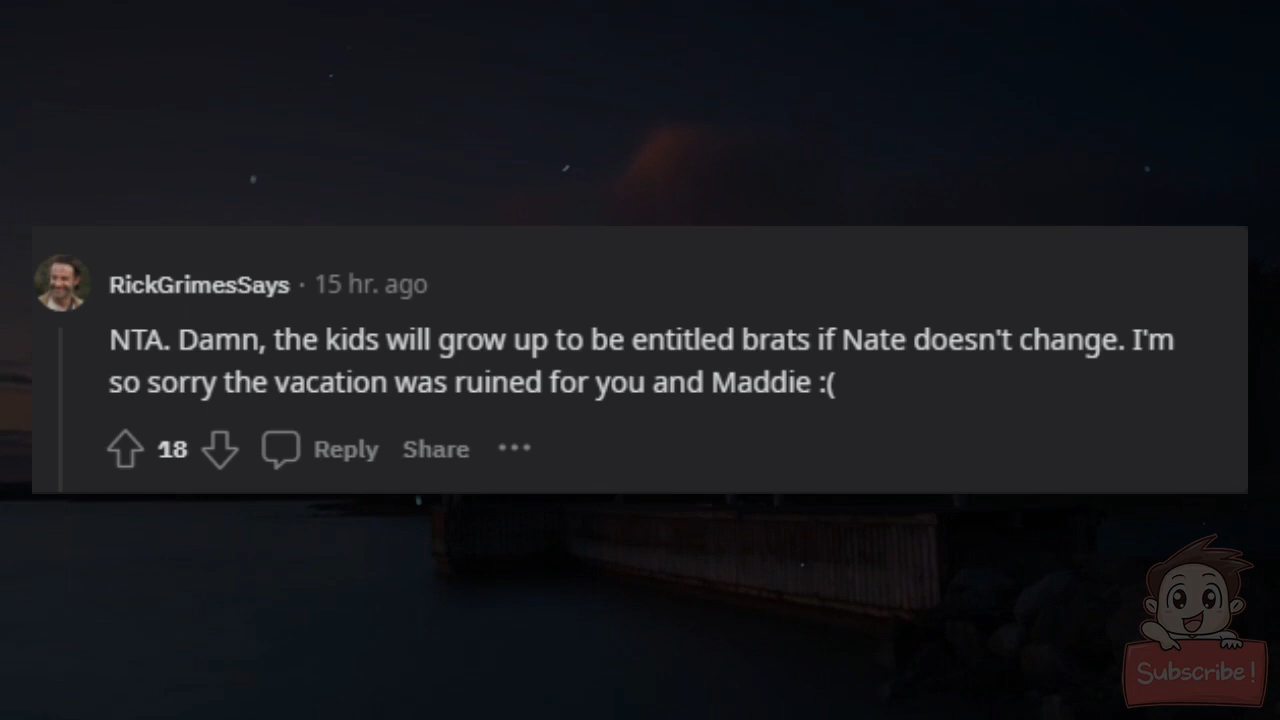 RickGrimesSays · 15 hr. ago
NTA. Damn, the kids will grow up to be entitled brats if Nate doesn't change. I'm
so sorry the vacation was ruined for you and Maddie :(
18 Reply Share ...
Subscribe!